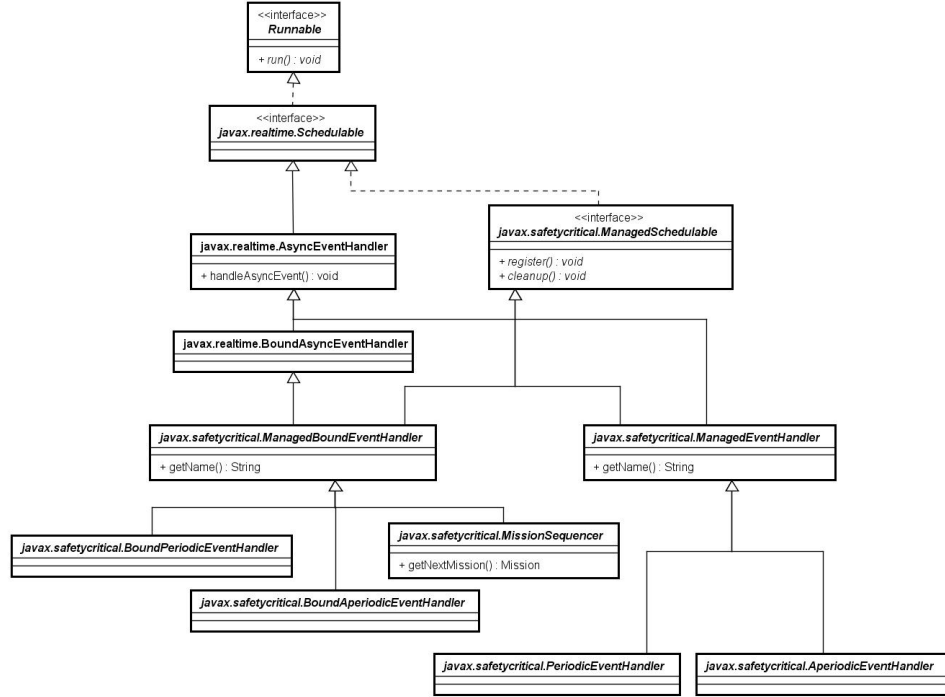 <<interface>>
Runnable
+ run() : void
<<interface>>
javax.realtime.Schedulable
<<interface>>
javax.safetycritical.ManagedSchedulable
+ register() : void
+ cleanup() : void
javax.realtime.AsyncEventHandler
+ handleAsyncEvent() : void
javax.realtime.BoundAsyncEventHandler
javax.safetycritical.ManagedBoundEventHandler
+ getName() : String
javax.safetycritical.ManagedEventHandler
+ getName() : String
javax.safetycritical.BoundPeriodicEventHandler
javax.safetycritical.MissionSequencer
+ getNextMission() : Mission
javax.safetycritical.BoundAperiodicEventHandler
javax.safetycritical.PeriodicEventHandler
javax.safetycritical.AperiodicEventHandler